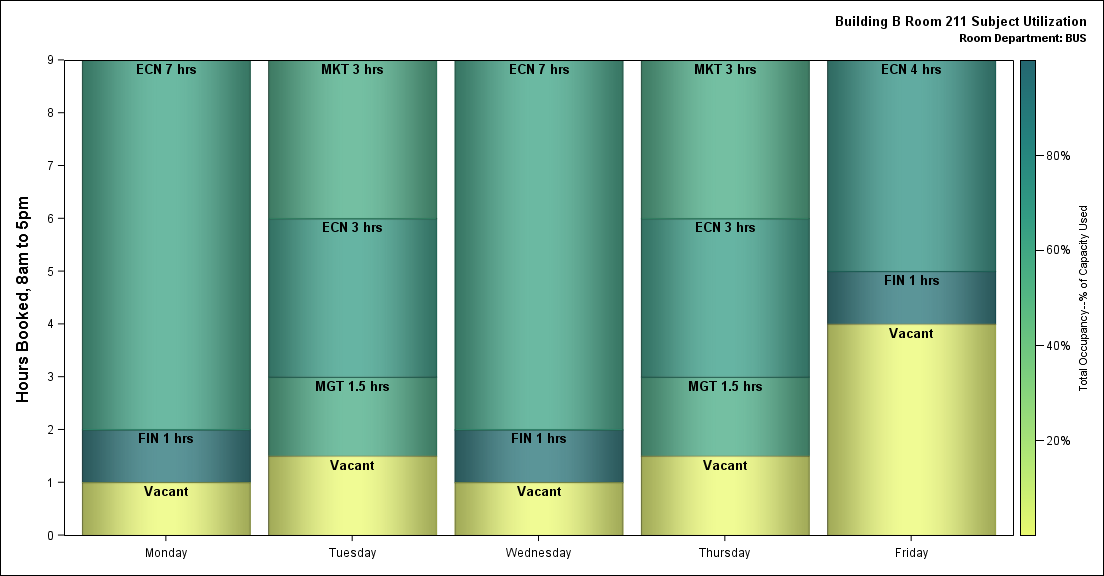 Building B Room 211 Subject Utilization
Room Department: BUS
Hours Booked, 8am to 5pm
9
8
7
6
5
4
3
2
1
0
ECN 7 hrs
FIN 1 hrs
Vacant
Monday
MKT 3 hrs
ECN 3 hrs
MGT 1.5 hrs
Vacant
Tuesday
ECN 7 hrs
FIN 1 hrs
Vacant
Wednesday
MKT 3 hrs
ECN 3 hrs
MGT 1.5 hrs
Vacant
Thursday
ECN 4 hrs
FIN 1 hrs
Vacant
Friday
80%
60%
40%
20%
Total Occupancy--% of Capacity Used